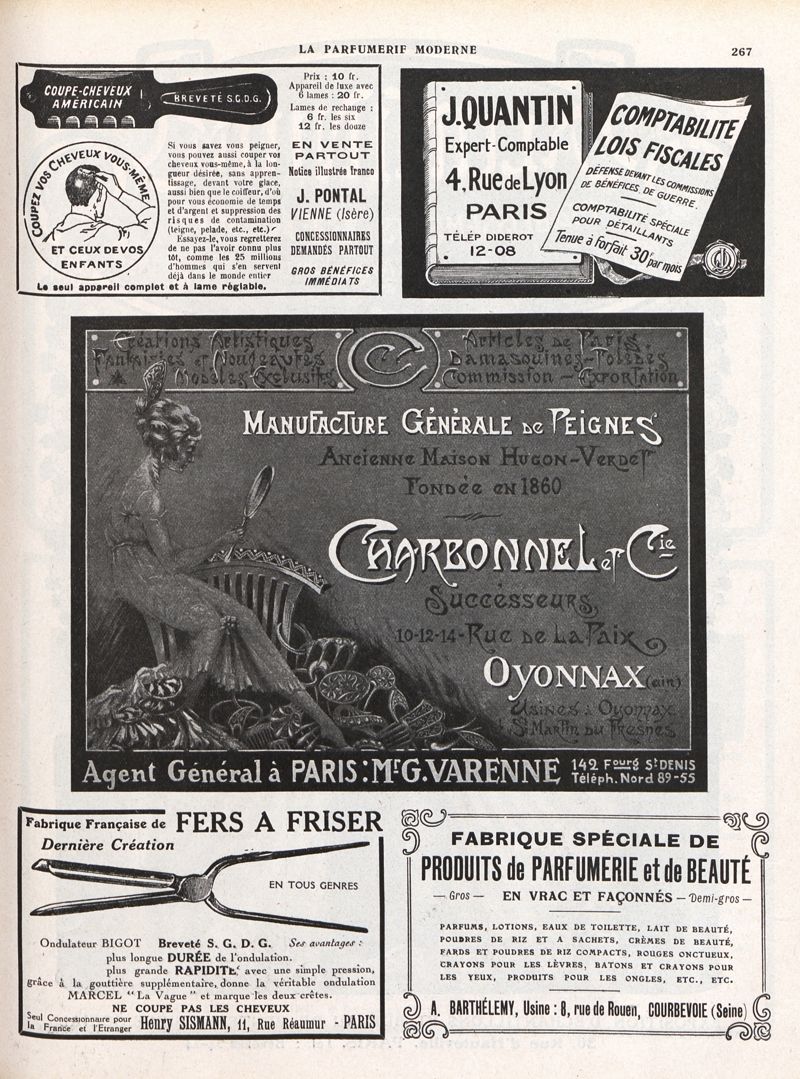 LA PARFUMERIE MODERNE
267
COUPE-CHEVEUX
AMÉRICAIN
BREVETÉ S.G.D.G.
COUPEZ VOS CHEVEUX VOUS-MÊME
ET CEUX DE VOS
ENFANTS
Si vous savez vous peigner,
vous pouvez aussi couper vos
cheveux vous-même, à la lon-
gueur désirée, sans appren-
tissage, devant votre glace,
aussi bien que le coiffeur, d'où
pour vous économie de temps
et d'argent et suppression des
risques de contamination
(teigne, pelade, etc., etc.)
Essayez-le, vous regretterez
de ne pas l'avoir connu plus
tôt, comme les 25 millions
d'hommes qui s'en servent
déjà dans le monde entier
Le seul appareil complet et à lame réglable.
Prix : 10 fr.
Appareil de luxe avec
6 lames : 20 fr.
Lames de rechange :
6 fr. les six
12 fr. les douze
EN VENTE
PARTOUT
Notice illustrée franco
J. PONTAL
VIENNE (Isère)
CONCESSIONNAIRES
DEMANDÉS PARTOUT
GROS BÉNÉFICES
IMMÉDIATS
J. QUANTIN
Expert-Comptable
4, Rue de Lyon
PARIS
TÉLÉP DIDEROT
12-08
COMPTABILITÉ
LOIS FISCALES
DÉFENSE DEVANT LES COMMISSIONS
DE BÉNÉFICES DE GUERRE.
COMPTABILITÉ SPÉCIALE
POUR DÉTAILLANTS
Tenue à forfait 30fr par mois
Créations Artistiques
Fantaisies et Nouveautés
Modèles Exclusifs
CC
Articles de Paris
Damasquinés-Tolèdes
Commission - Exportation
MANUFACTURE GÉNÉRALE DE PEIGNES
ANCIENNE MAISON HUGON-VERDET
FONDÉE EN 1860
CHARBONNEL ET Cie
SUCCESSEURS,
10-12-14-RUE DE LA PAIX
OYONNAX (AIN)
USINES à OYONNAX
& St MARTIN DU FRESNES
Agent Général à PARIS : Mr G. VARENNE
142 Fourg St DENIS
Téléph. Nord 89-55
Fabrique Française de FERS A FRISER
Dernière Création
EN TOUS GENRES
Ondulateur BIGOT Breveté S. G. D. G. Ses avantages :
plus longue DURÉE de l'ondulation.
plus grande RAPIDITÉ, avec une simple pression,
grâce à la gouttière supplémentaire, donne la véritable ondulation
MARCEL "La Vague" et marque les deux crêtes.
NE COUPE PAS LES CHEVEUX
Seul Concessionnaire pour
la France et l'Etranger
Henry SISMANN, 11, Rue Réaumur - PARIS
FABRIQUE SPÉCIALE DE
PRODUITS de PARFUMERIE et de BEAUTÉ
— Gros — EN VRAC ET FAÇONNÉS — Demi-gros —
PARFUMS, LOTIONS, EAUX DE TOILETTE, LAIT DE BEAUTÉ,
POUDRES DE RIZ ET A SACHETS, CRÈMES DE BEAUTÉ,
FARDS ET POUDRES DE RIZ COMPACTS, ROUGES ONCTUEUX,
CRAYONS POUR LES LÈVRES, BATONS ET CRAYONS POUR
LES YEUX, PRODUITS POUR LES ONGLES, ETC., ETC.
A. BARTHÉLEMY, Usine : 8, rue de Rouen, COURBEVOIE (Seine)